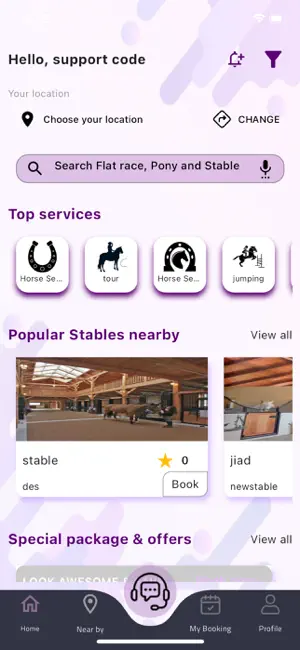 Hello, support code
Your location
Choose your location
CHANGE
Search Flat race, Pony and Stable
Top services
Horse Se...
tour
Horse Se...
jumping
Popular Stables nearby
View all
stable
0
des
Book
jiad
newstable
Special package & offers
View all
LOOK AWESOME
Home
Near by
My Booking
Profile